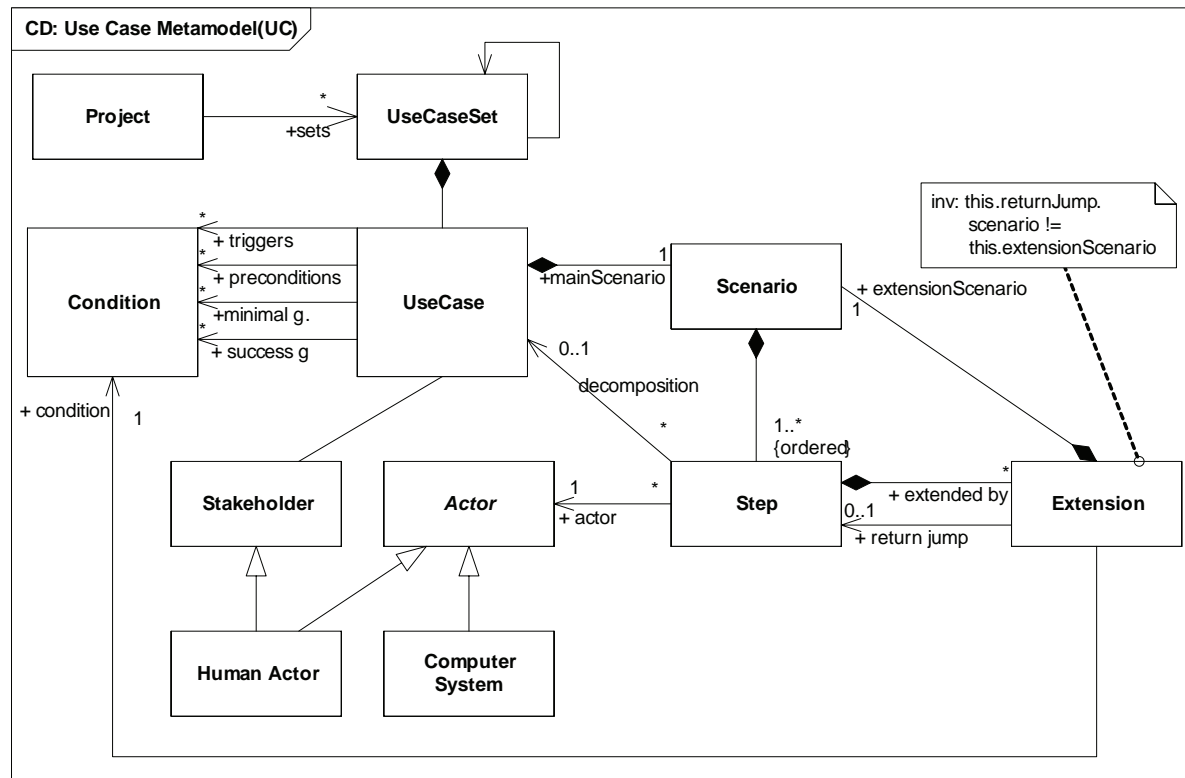 CD: Use Case Metamodel(UC)
Project
*
+sets
UseCaseSet
inv: this.returnJump.
scenario !=
this.extensionScenario
Condition
*
+ triggers
*
+ preconditions
*
+minimal g.
*
+ success g
UseCase
1
+mainScenario
Scenario
+ extensionScenario
1
0..1
decomposition
*
+ condition
1
1..*
{ordered}
Stakeholder
Actor
1
*
+ actor
Step
*
+ extended by
0..1
+ return jump
Extension
Human Actor
Computer
System